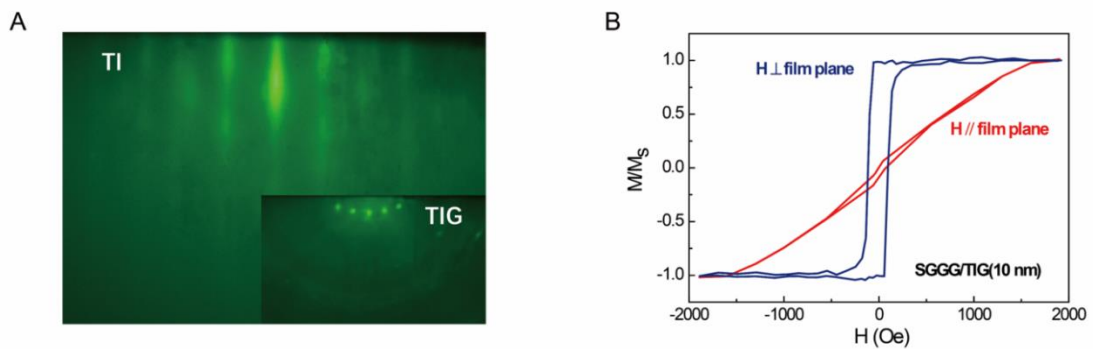 A
TI
TIG
B
H ⊥ film plane
H // film plane
SGGG/TIG(10 nm)
M/M_S
1.0
0.5
0.0
-0.5
-1.0
-2000 -1000 0 1000 2000
H (Oe)